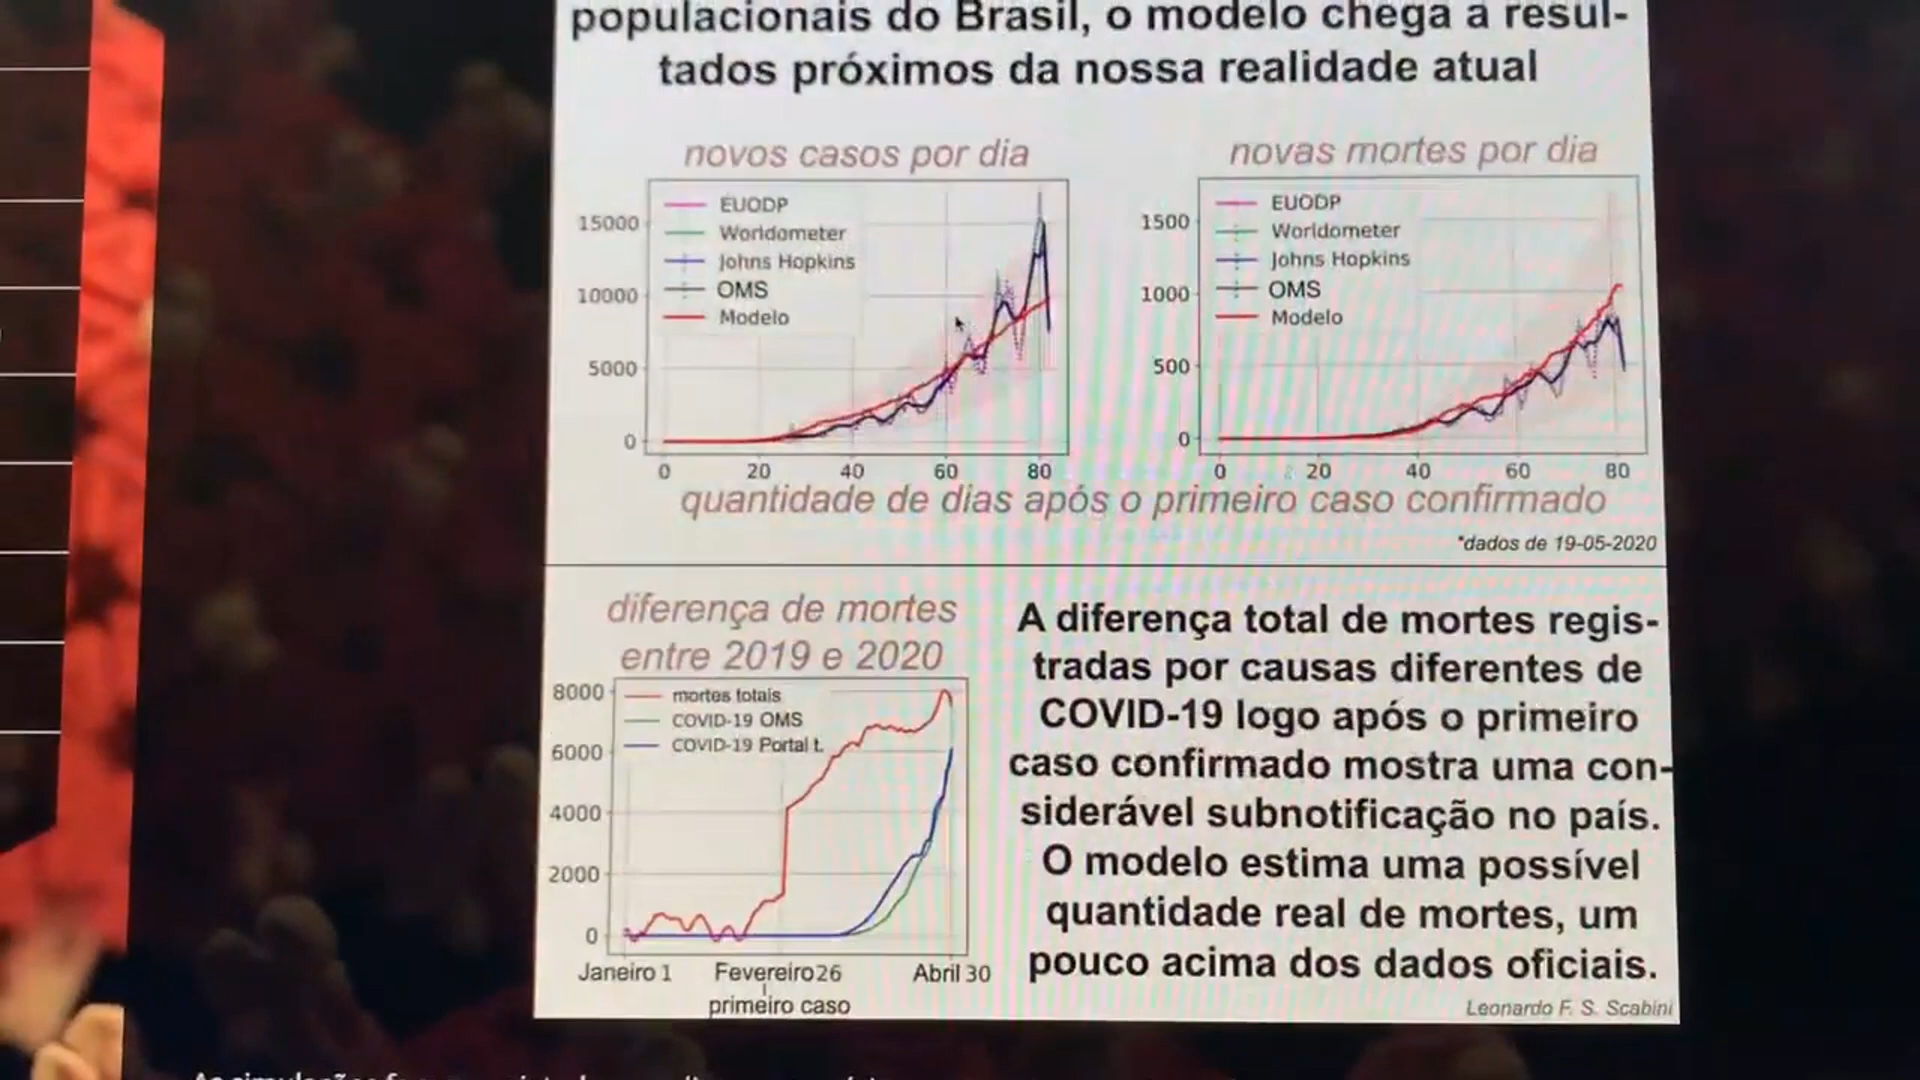 populacionais do Brasil, o modelo chega a resul-
tados próximos da nossa realidade atual
novos casos por dia
novas mortes por dia
EUODP
Worldometer
Johns Hopkins
OMS
Modelo
15000
10000
5000
0
0 20 40 60 80
EUODP
Worldometer
Johns Hopkins
OMS
Modelo
1500
1000
500
0
0 20 40 60 80
quantidade de dias após o primeiro caso confirmado
*dados de 19-05-2020
diferença de mortes
entre 2019 e 2020
mortes totais
COVID-19 OMS
COVID-19 Portal t.
8000
6000
4000
2000
0
Janeiro 1 Fevereiro 26 Abril 30
primeiro caso
A diferença total de mortes regis-
tradas por causas diferentes de
COVID-19 logo após o primeiro
caso confirmado mostra uma con-
siderável subnotificação no país.
O modelo estima uma possível
quantidade real de mortes, um
pouco acima dos dados oficiais.
Leonardo F. S. Scabini